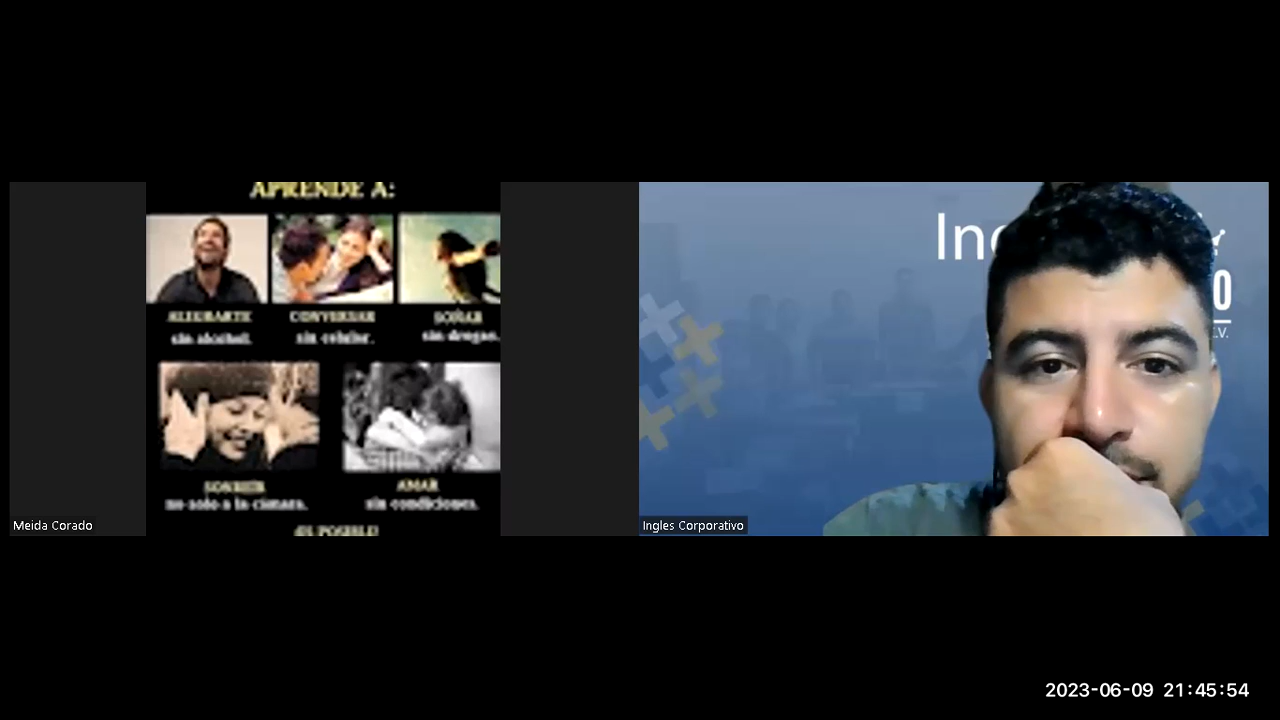 APRENDE A:
ALEGRARTE CONVERSAR SOÑAR
sin alcohol. sin celular. sin drogas.
SONREIR AMAR
no solo a la cámara. sin condiciones.
¡ES POSIBLE!
Meida Corado
Ingles Corporativo
2023-06-09 21:45:54